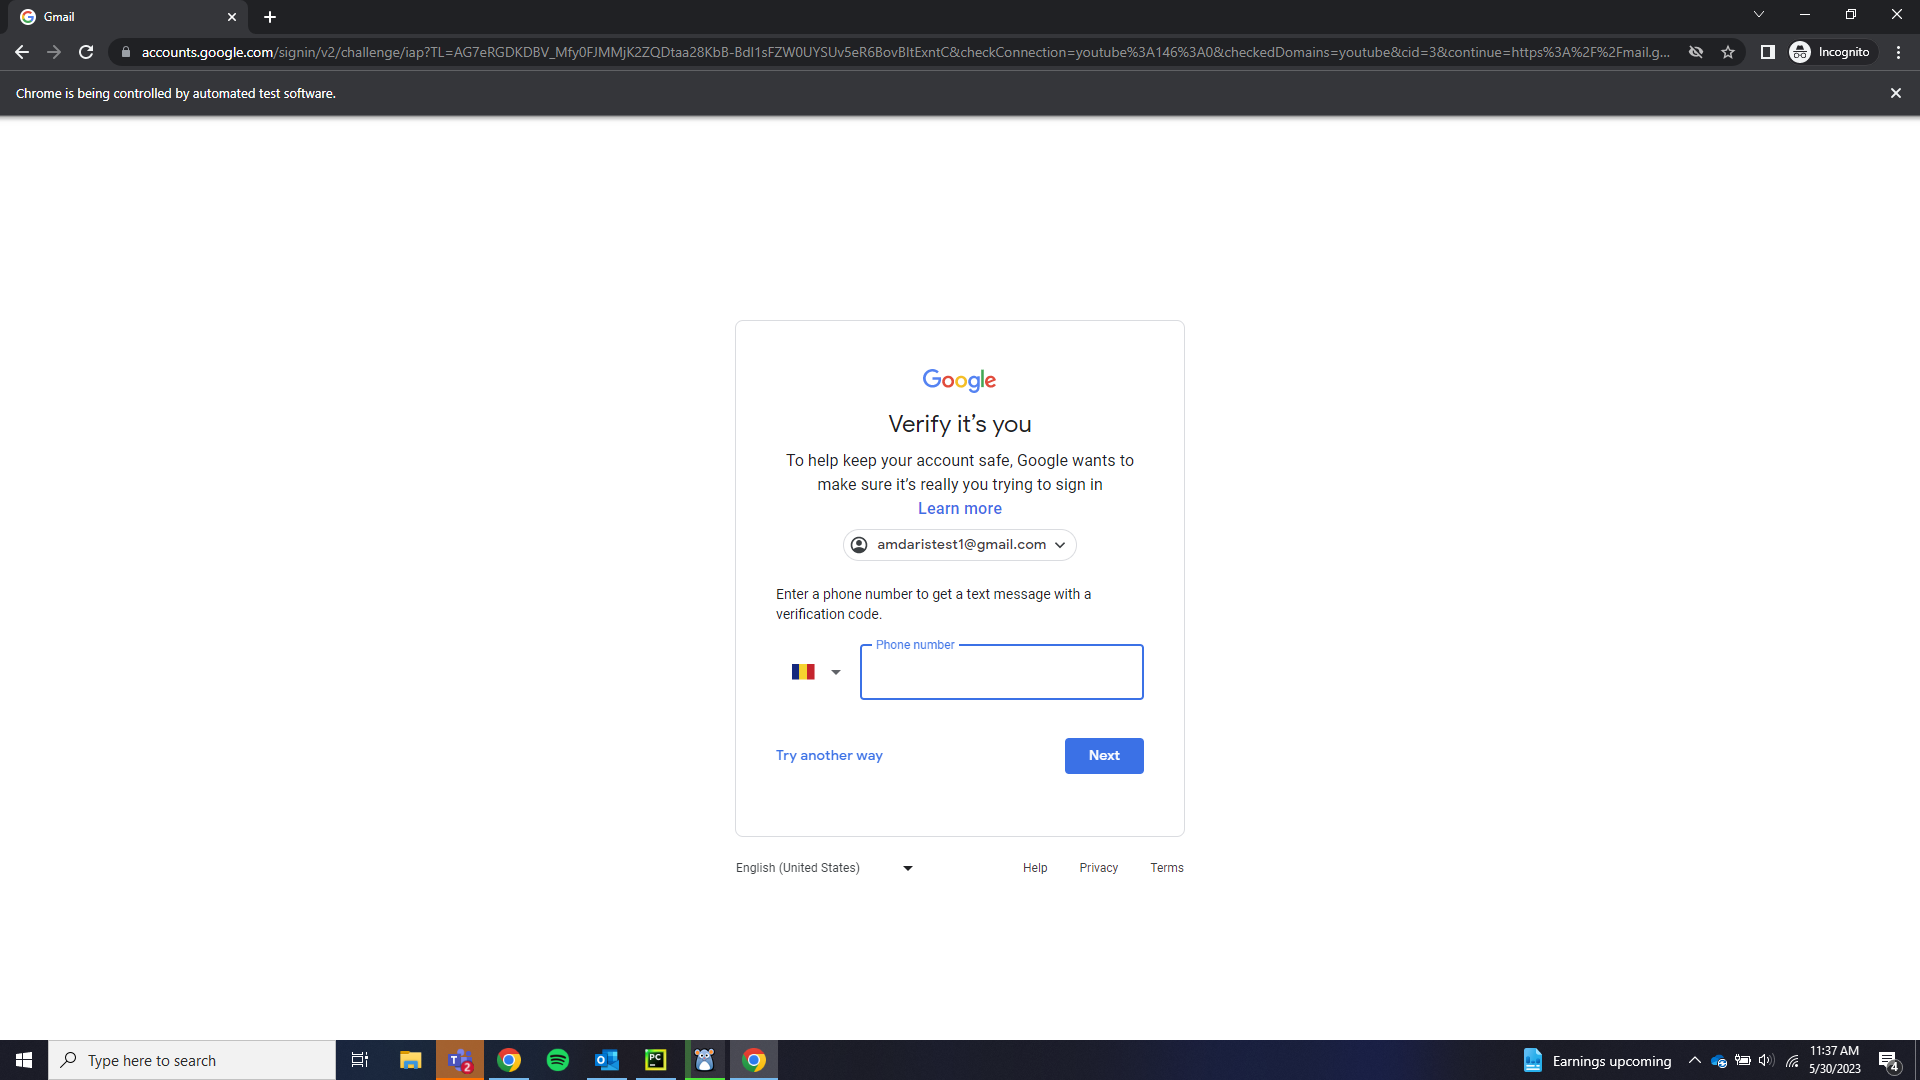 Gmail
accounts.google.com/signin/v2/challenge/iap?TL=AG7eRGDKDBV_Mfy0FJMMjK2ZQDtaa28KbB-Bdl1sFZW0UYSUv5eR6BovBItExntC&checkConnection=youtube%3A146%3A0&checkedDomains=youtube&cid=3&continue=https%3A%2F%2Fmail.g...
Incognito
Chrome is being controlled by automated test software.
Google
Verify it's you
To help keep your account safe, Google wants to
make sure it's really you trying to sign in
Learn more
amdaristest1@gmail.com
Enter a phone number to get a text message with a
verification code.
Phone number
Try another way
Next
English (United States)
Help
Privacy
Terms
Type here to search
2
PC
Earnings upcoming
11:37 AM
5/30/2023
4